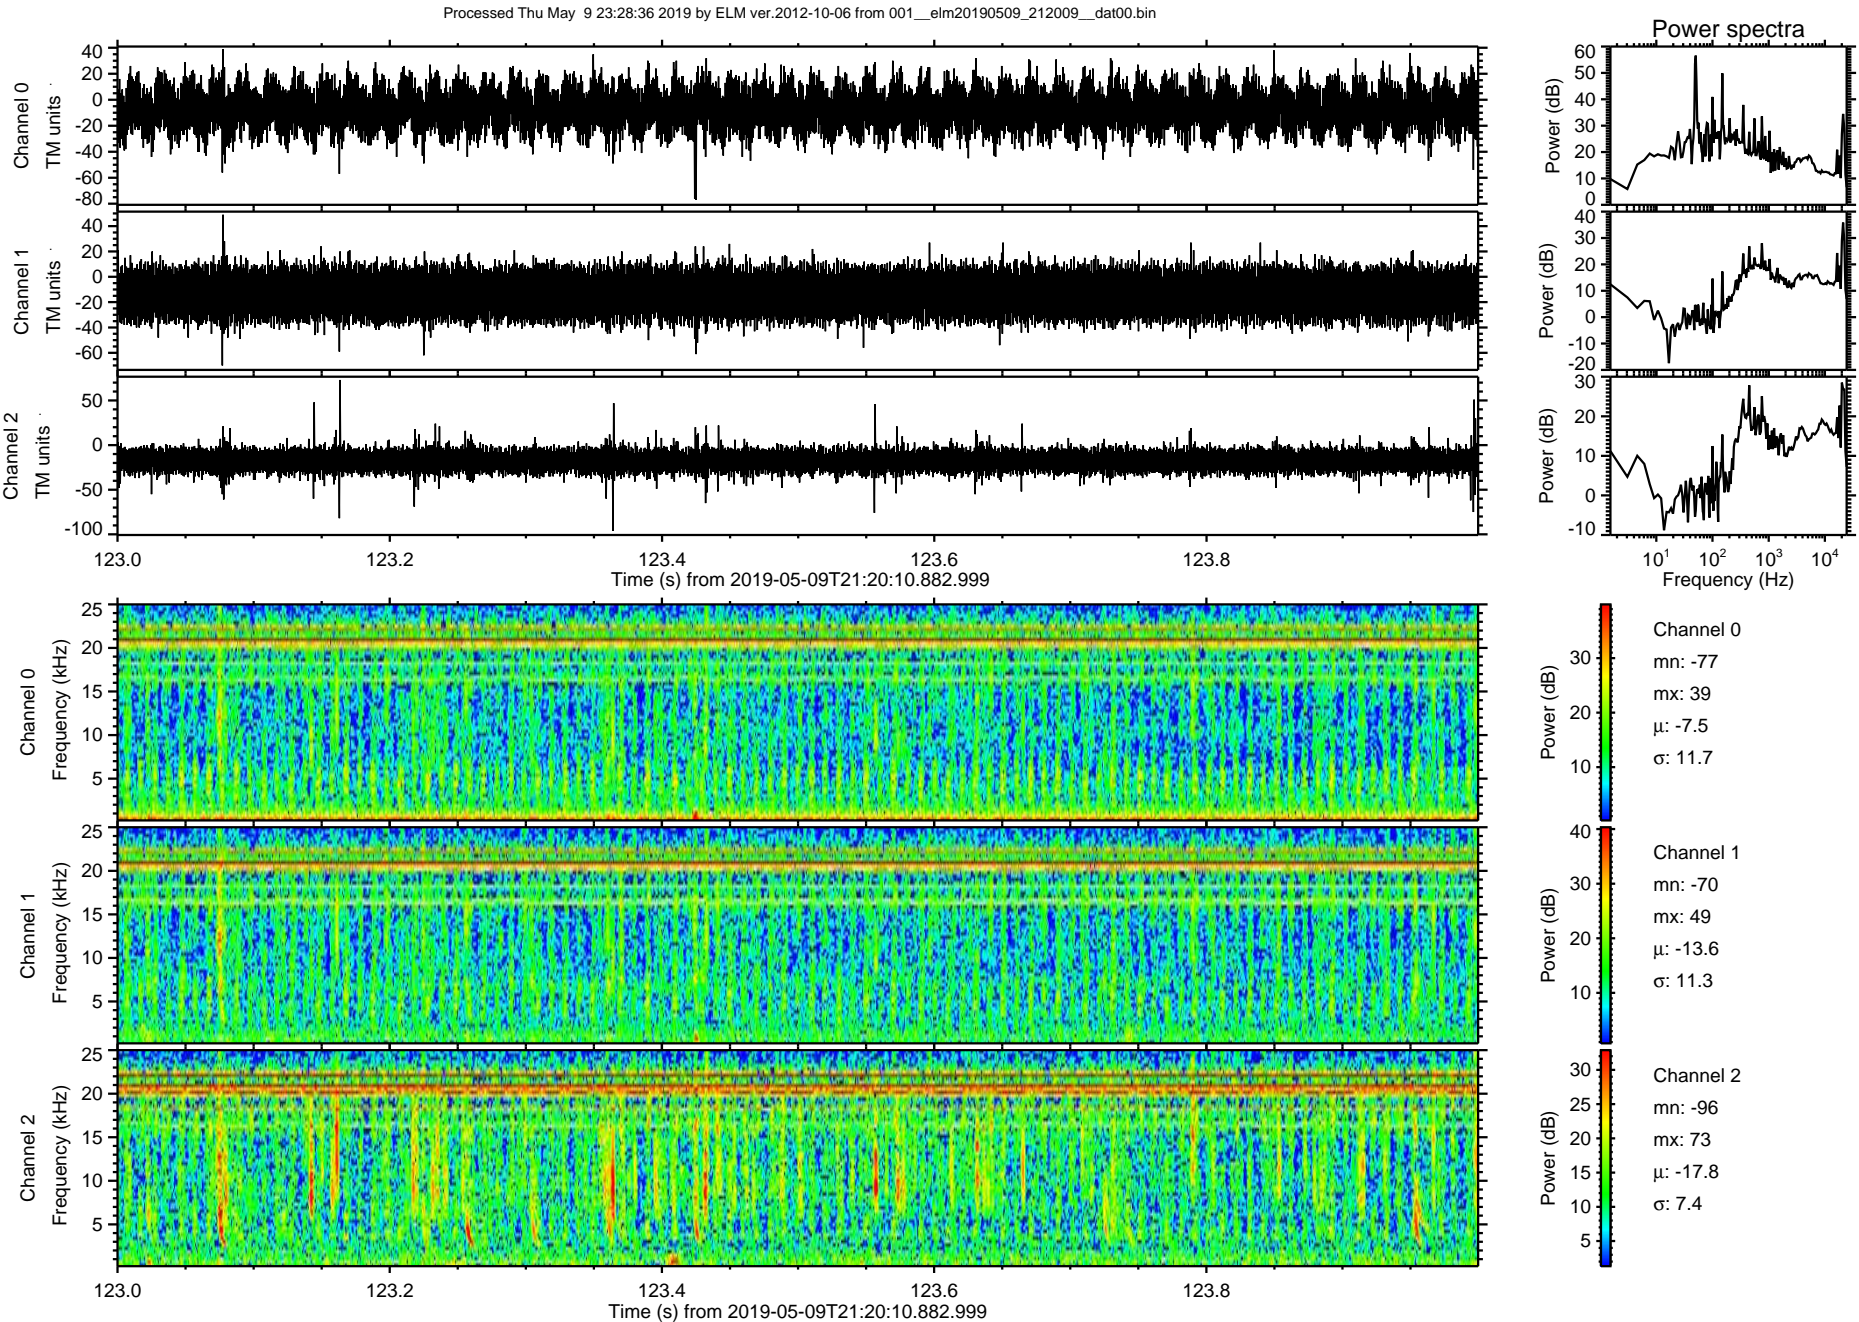 Processed Thu May  9 23:28:36 2019 by ELM ver.2012-10-06 from 001__elm20190509_212009__dat00.bin
Power spectra
Channel 0
TM units
40
20
0
-20
-40
-60
-80
Power (dB)
60
50
40
30
20
10
0
Channel 1
TM units
40
20
0
-20
-40
-60
Power (dB)
40
30
20
10
0
-10
-20
Channel 2
TM units
50
0
-50
-100
Power (dB)
30
20
10
0
-10
123.0 123.2 123.4 123.6 123.8
Time (s) from 2019-05-09T21:20:10.882.999
10¹ 10² 10³ 10⁴
Frequency (Hz)
Channel 0
Frequency (kHz)
25
20
15
10
5
Power (dB)
30
20
10
Channel 0
mn: -77
mx: 39
μ: -7.5
σ: 11.7
Channel 1
Frequency (kHz)
25
20
15
10
5
Power (dB)
40
30
20
10
Channel 1
mn: -70
mx: 49
μ: -13.6
σ: 11.3
Channel 2
Frequency (kHz)
25
20
15
10
5
Power (dB)
30
25
20
15
10
5
Channel 2
mn: -96
mx: 73
μ: -17.8
σ: 7.4
123.0 123.2 123.4 123.6 123.8
Time (s) from 2019-05-09T21:20:10.882.999